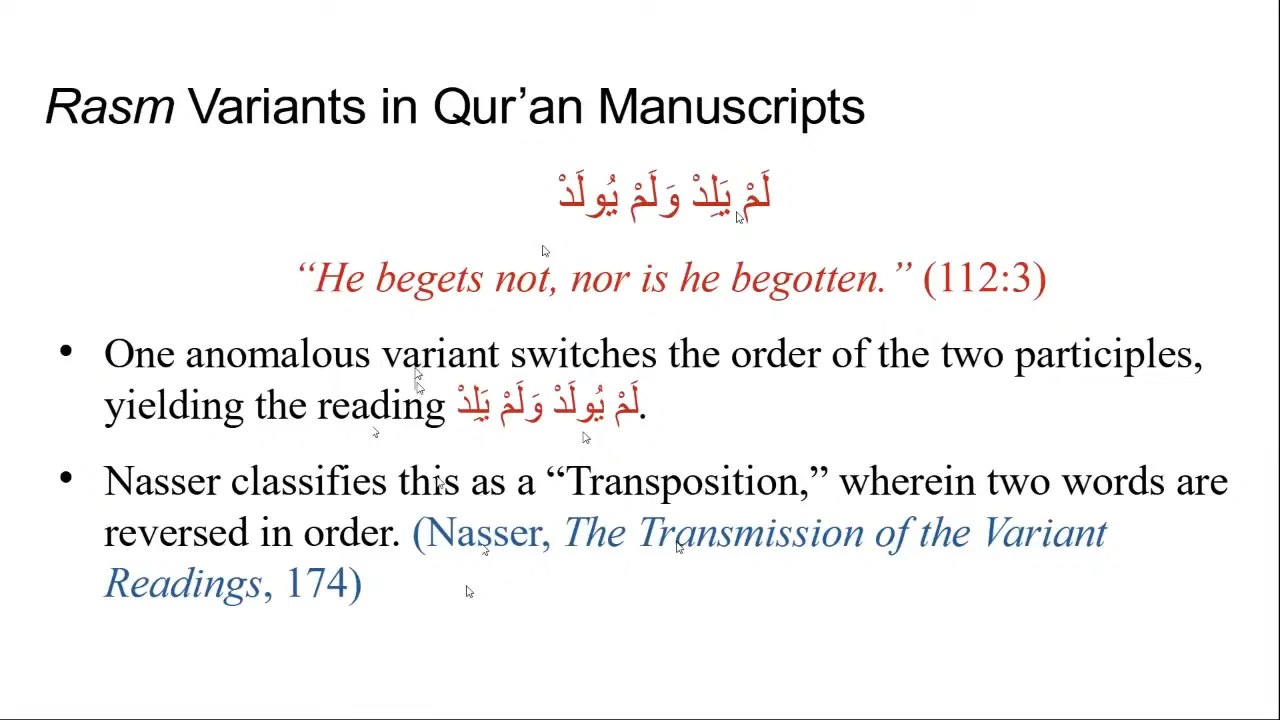 Rasm Variants in Qur’an Manuscripts
لَمْ يَلِدْ وَلَمْ يُولَدْ
“He begets not, nor is he begotten.” (112:3)
• One anomalous variant switches the order of the two participles,
yielding the reading لَمْ يُولَدْ وَلَمْ يَلِدْ.
• Nasser classifies this as a “Transposition,” wherein two words are
reversed in order. (Nasser, The Transmission of the Variant
Readings, 174)